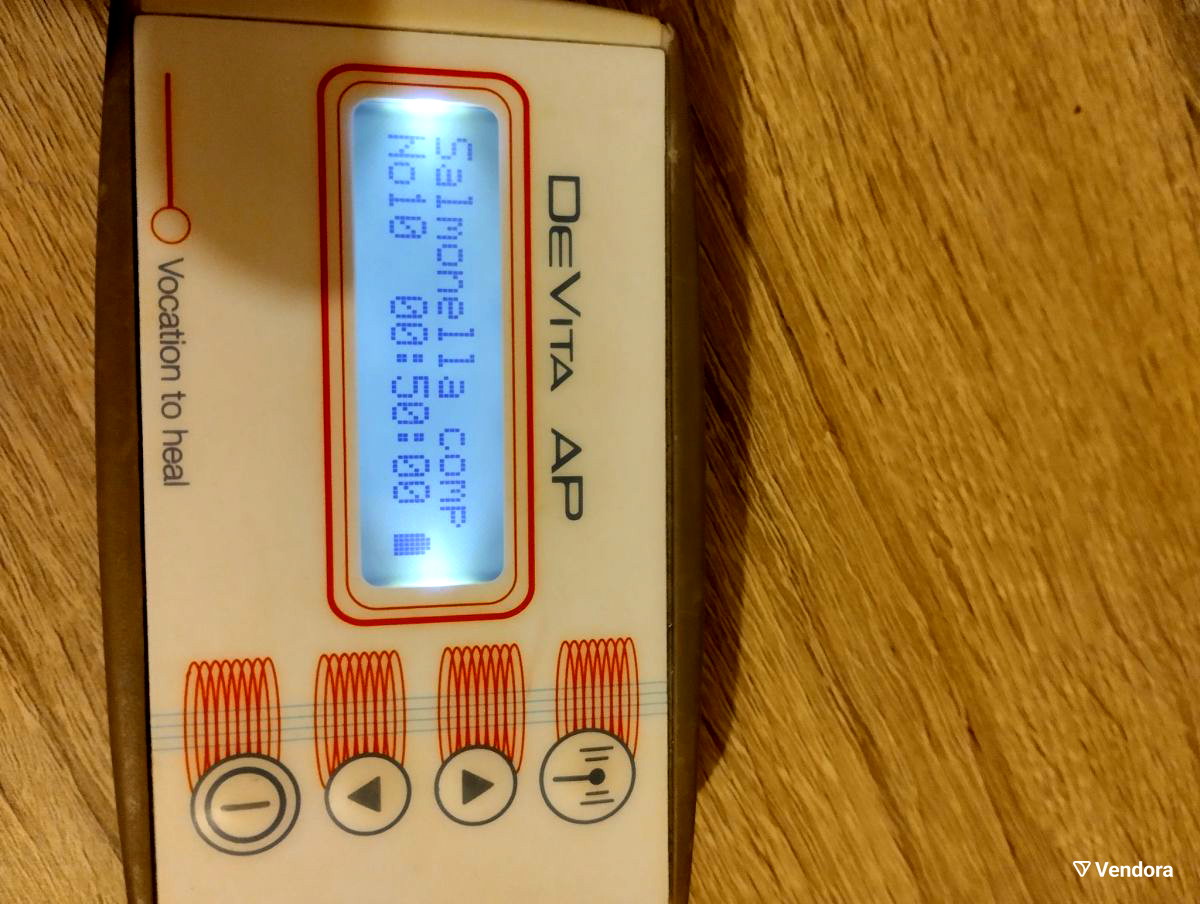 DEVITA AP
Salmonella comp
No10 00:50:00
Vocation to heal
Vendora